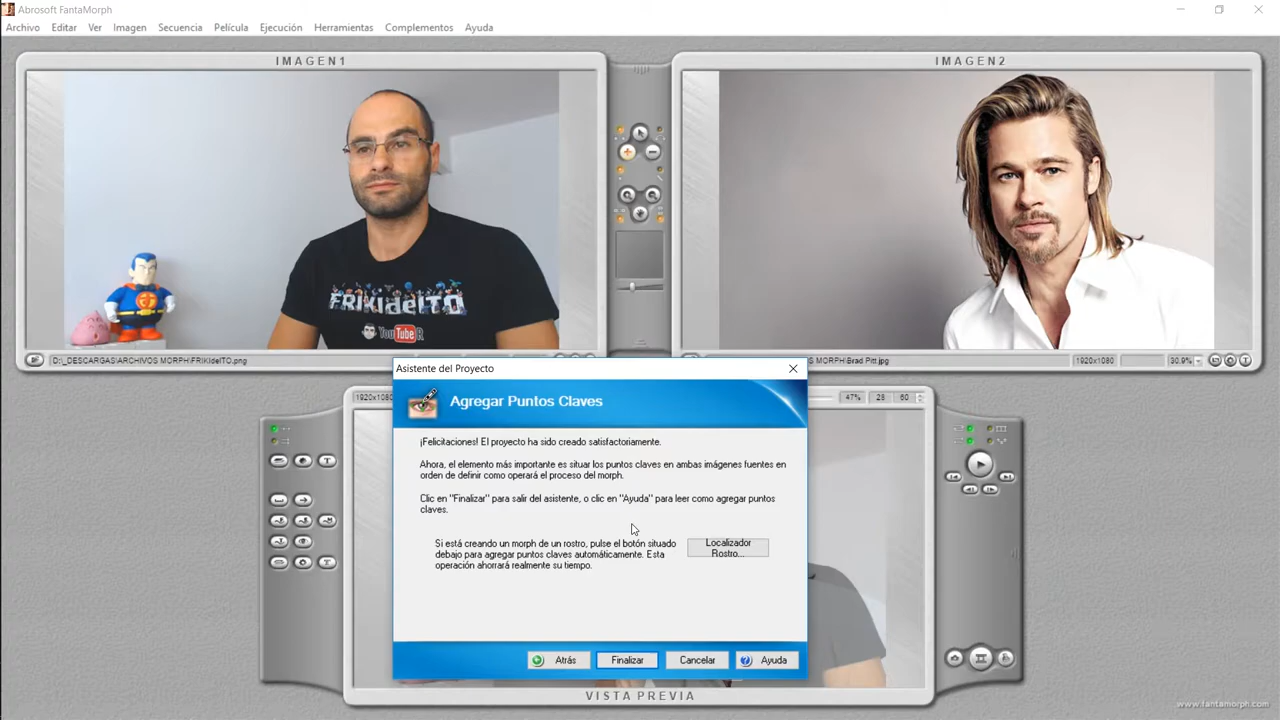 Abrosoft FantaMorph
Archivo Editar Ver Imagen Secuencia Película Ejecución Herramientas Complementos Ayuda
IMAGEN1
IMAGEN2
FRIKIdelTO
YouTube
D:\_DESCARGAS\ARCHIVOS MORPH\FRIKIdelTO.png
MORPH\Brad Pitt.jpg
1920x1080
30.9%
Asistente del Proyecto
1920x1080
47% 28 60
Agregar Puntos Claves
¡Felicitaciones! El proyecto ha sido creado satisfactoriamente.
Ahora, el elemento más importante es situar los puntos claves en ambas imágenes fuentes en
orden de definir como operará el proceso del morph.
Clic en "Finalizar" para salir del asistente, o clic en "Ayuda" para leer como agregar puntos
claves.
Si está creando un morph de un rostro, pulse el botón situado
debajo para agregar puntos claves automáticamente. Esta
operación ahorrará realmente su tiempo.
Localizador
Rostro...
Atrás Finalizar Cancelar Ayuda
VISTA PREVIA
www.fantamorph.com